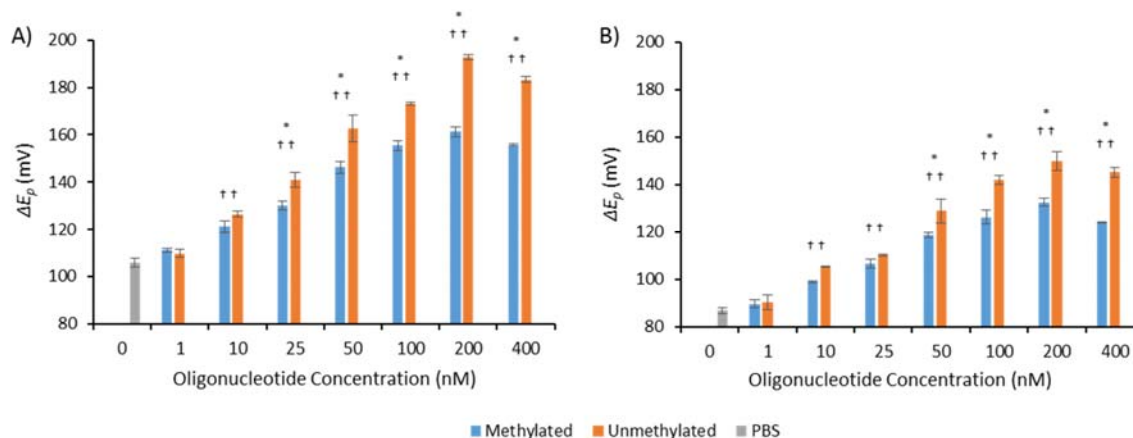 A)
200
180
160
140
120
100
80
ΔEp (mV)
* * * * *
†† †† †† †† †† ††
0 1 10 25 50 100 200 400
Oligonucleotide Concentration (nM)
B)
200
180
160
140
120
100
80
ΔEp (mV)
* * * *
†† †† †† †† †† ††
0 1 10 25 50 100 200 400
Oligonucleotide Concentration (nM)
Methylated Unmethylated PBS